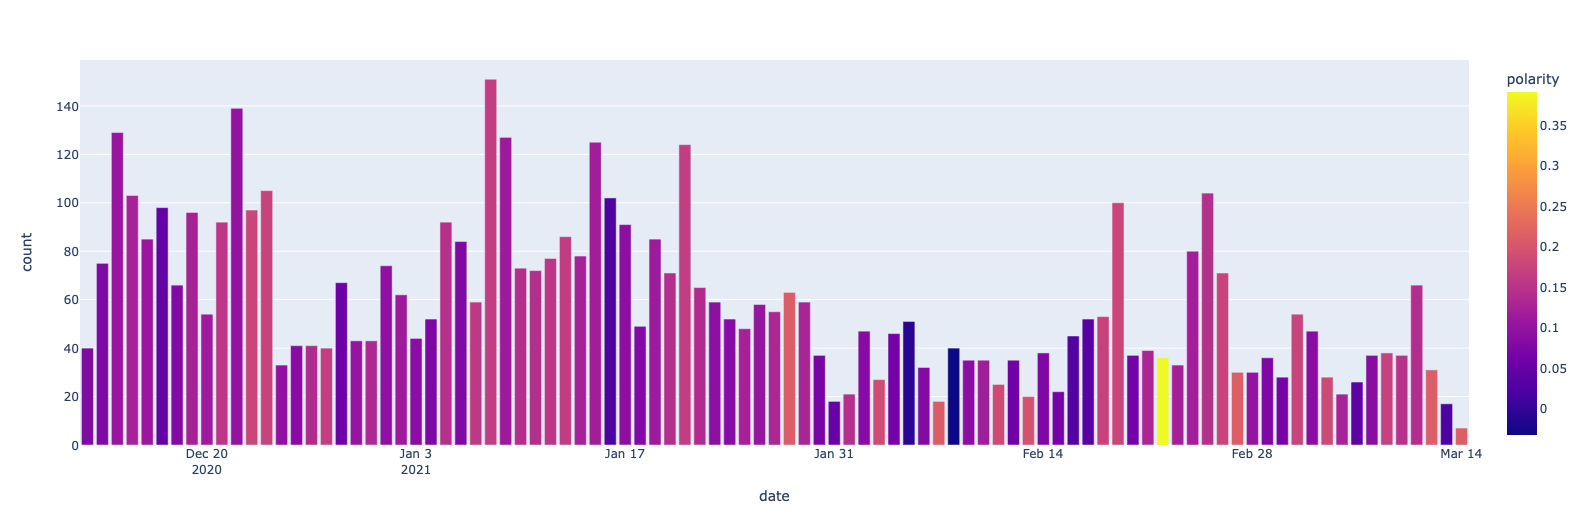 polarity
0.35
0.3
0.25
0.2
0.15
0.1
0.05
0
count
140
120
100
80
60
40
20
0
Dec 20
2020
Jan 3
2021
Jan 17
Jan 31
Feb 14
Feb 28
Mar 14
date